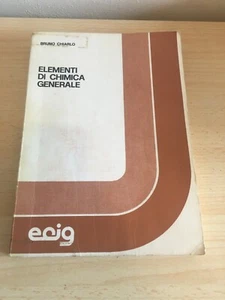 BRUNO CHIARLO
ELEMENTI
DI CHIMICA
GENERALE
ecig